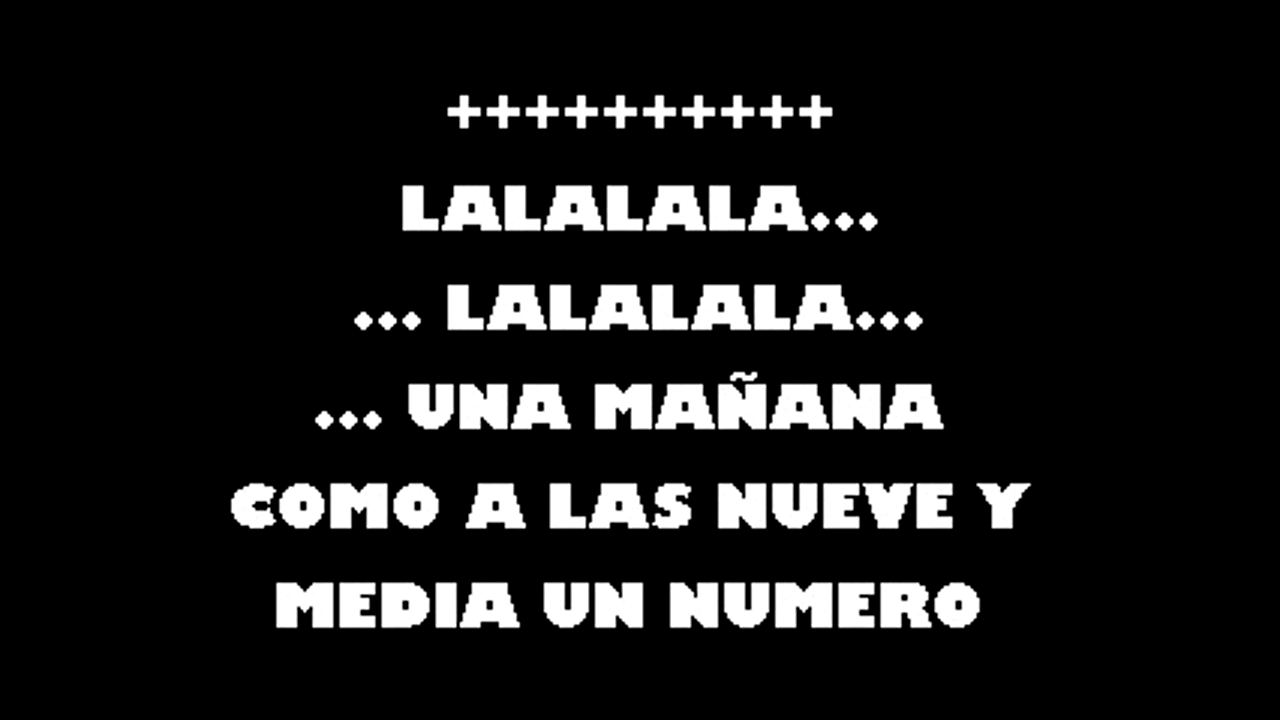 ++++++++++
LALALALA...
... LALALALA...
... UNA MAÑANA
COMO A LAS NUEVE Y
MEDIA UN NUMERO